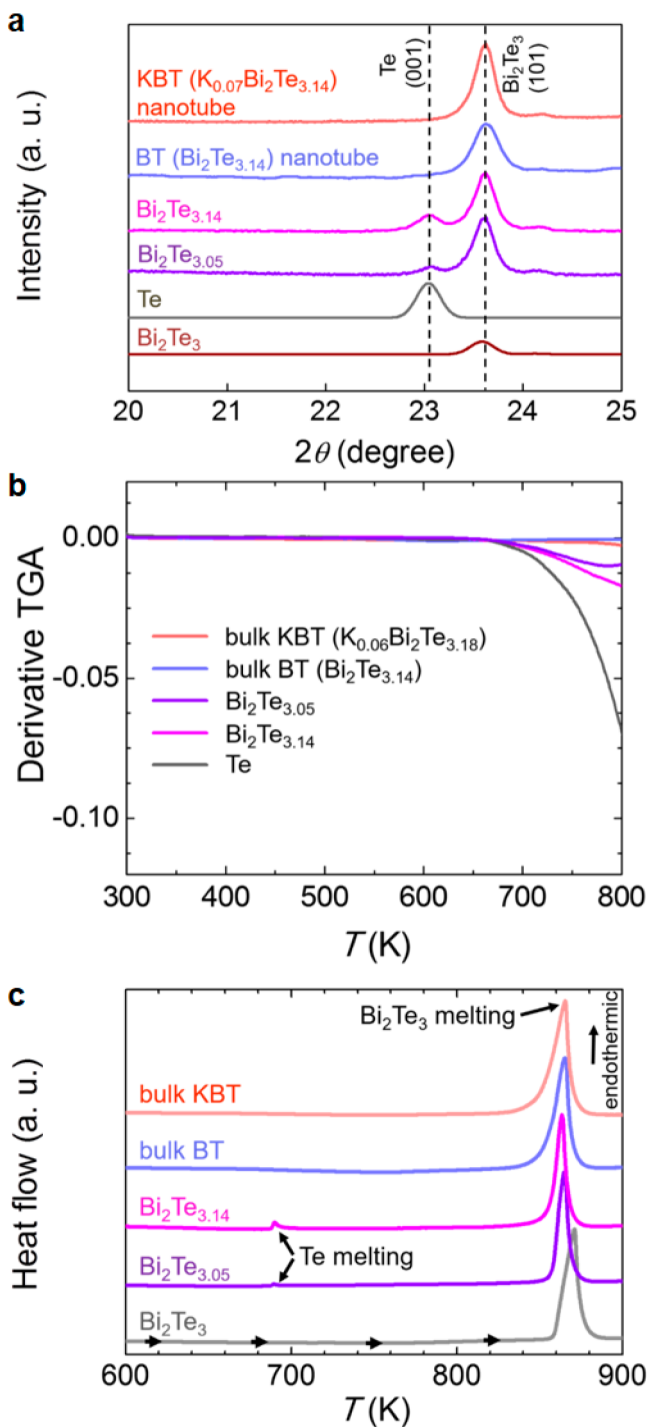 a
Te
(001)
Bi₂Te₃
(101)
KBT (K₀.₀₇Bi₂Te₃.₁₄)
nanotube
BT (Bi₂Te₃.₁₄) nanotube
Bi₂Te₃.₁₄
Bi₂Te₃.₀₅
Te
Bi₂Te₃
Intensity (a. u.)
20 21 22 23 24 25
2θ (degree)
b
0.00
-0.05
-0.10
Derivative TGA
bulk KBT (K₀.₀₆Bi₂Te₃.₁₈)
bulk BT (Bi₂Te₃.₁₄)
Bi₂Te₃.₀₅
Bi₂Te₃.₁₄
Te
300 400 500 600 700 800
T (K)
c
Bi₂Te₃ melting
endothermic
bulk KBT
bulk BT
Bi₂Te₃.₁₄
Te melting
Bi₂Te₃.₀₅
Bi₂Te₃
Heat flow (a. u.)
600 700 800 900
T (K)